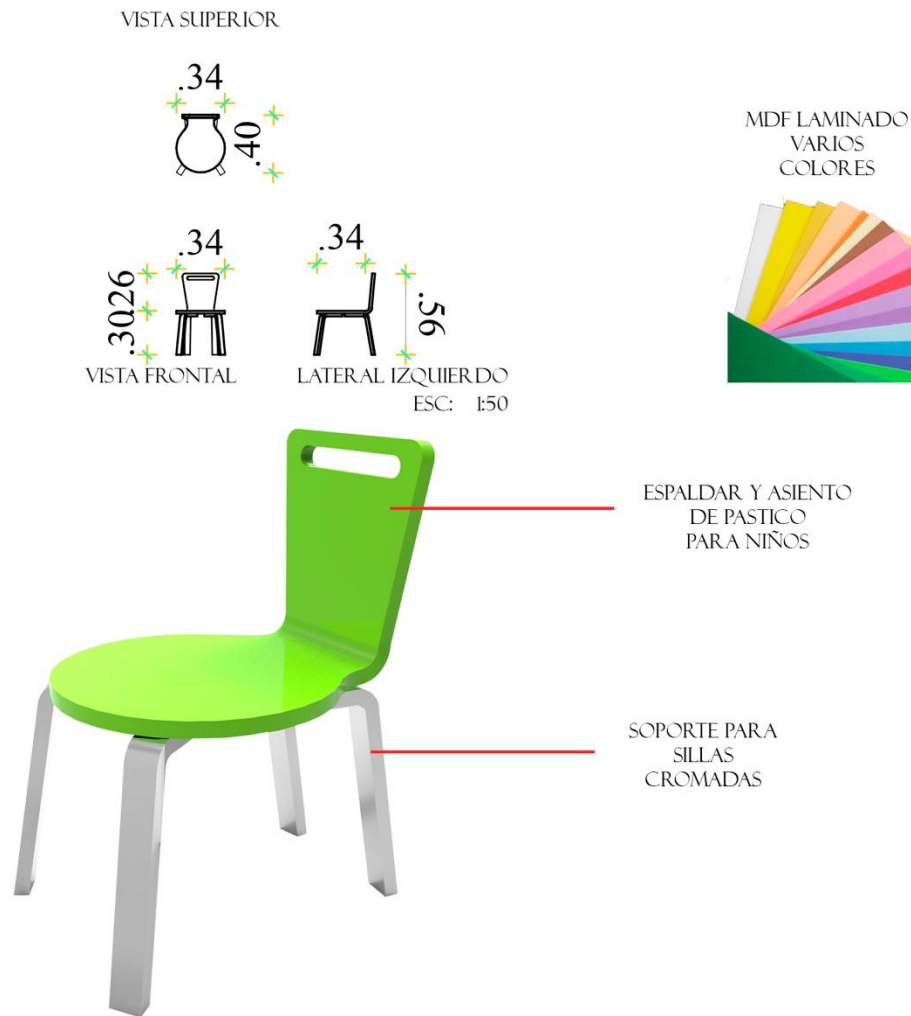 VISTA SUPERIOR
.34
.40
MDF LAMINADO
VARIOS
COLORES
.34
.26
.30
VISTA FRONTAL
.34
.56
LATERAL IZQUIERDO
ESC: 1:50
ESPALDAR Y ASIENTO
DE PASTICO
PARA NIÑOS
SOPORTE PARA
SILLAS
CROMADAS